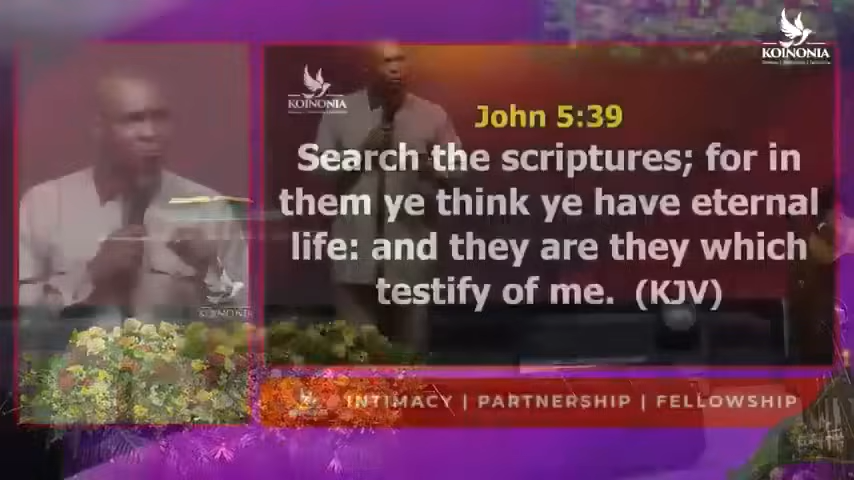 KOINONIA
KOINONIA
John 5:39
Search the scriptures; for in
them ye think ye have eternal
life: and they are they which
testify of me. (KJV)
KOINONIA
INTIMACY | PARTNERSHIP | FELLOWSHIP